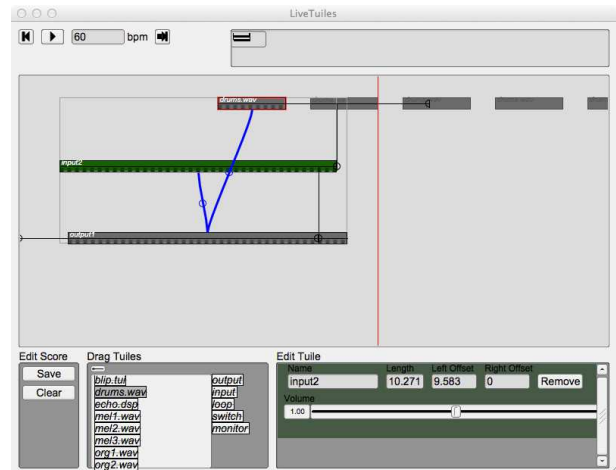 LiveTuiles
60 bpm
drums.wav
drums.wav
input2
output1
Edit Score
Drag Tuiles
Edit Tuile
Save
Clear
blip.tui
drums.wav
echo.dsp
mel1.wav
mel2.wav
mel3.wav
org1.wav
org2.wav
output
input
loop
switch
monitor
Name
Length
Left Offset
Right Offset
input2
10.271
9.583
0
Remove
Volume
1.00